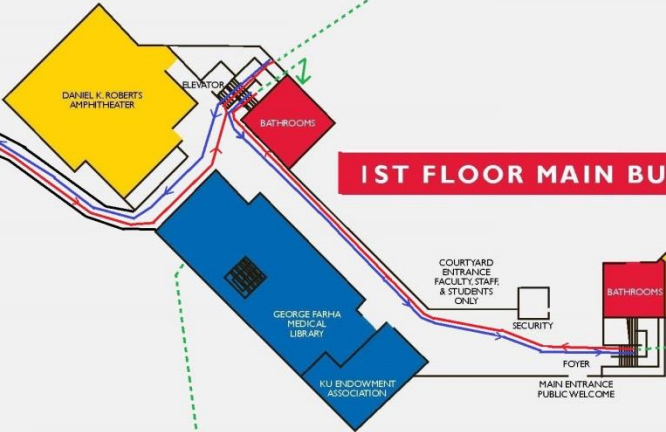 DANIEL K. ROBERTS
AMPHITHEATER
ELEVATOR
BATHROOMS
1ST FLOOR MAIN BU
COURTYARD
ENTRANCE
FACULTY, STAFF,
& STUDENTS
ONLY
BATHROOMS
SECURITY
GEORGE FARHA
MEDICAL
LIBRARY
FOYER
KU ENDOWMENT
ASSOCIATION
MAIN ENTRANCE
PUBLIC WELCOME